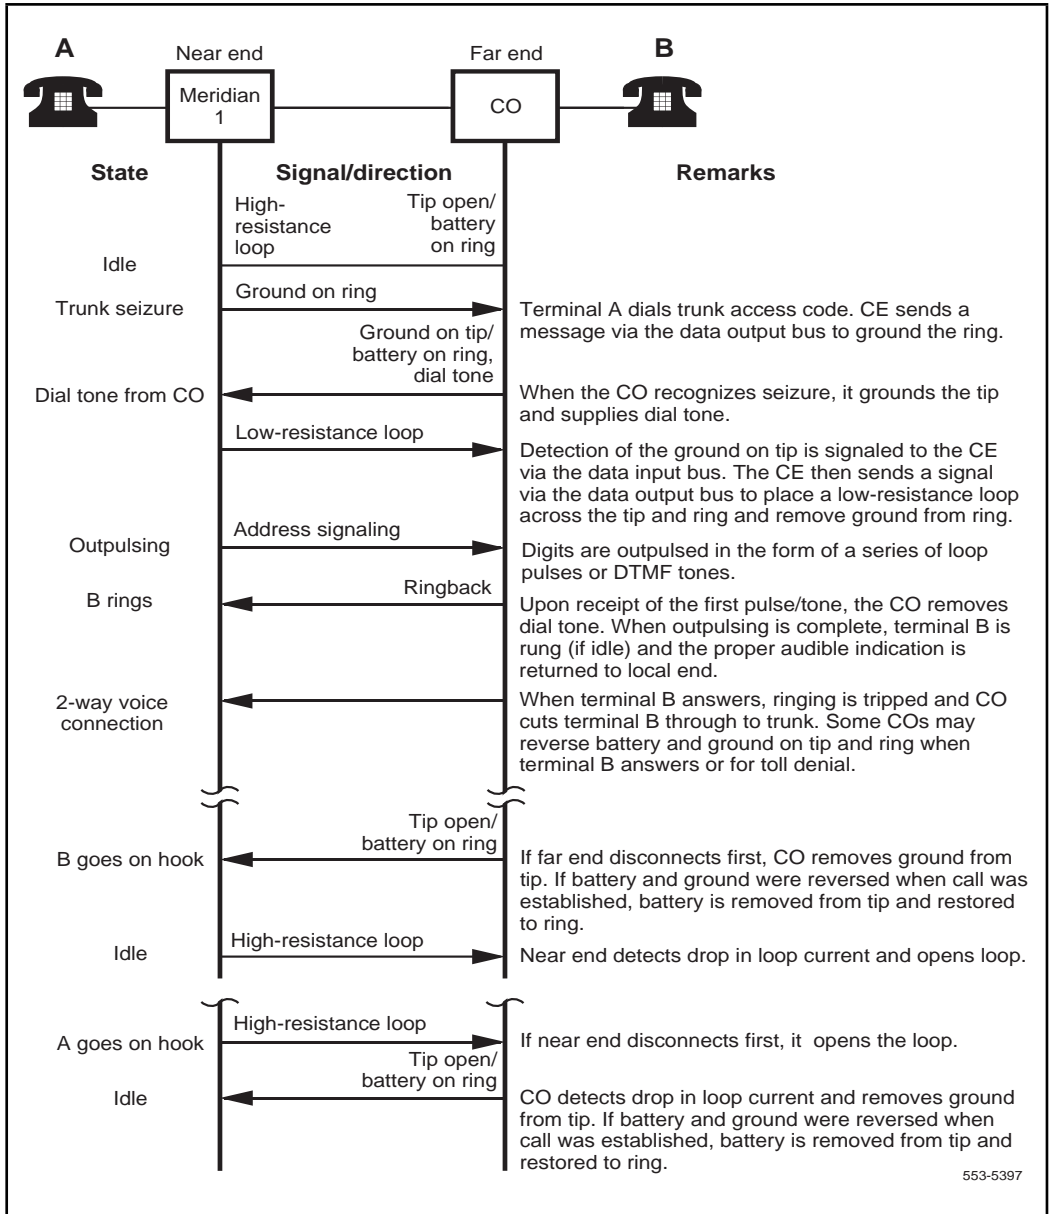 A
Near end
Far end
B
Meridian
1
CO
State
Signal/direction
Remarks
High-
resistance
loop
Tip open/
battery
on ring
Idle
Trunk seizure
Ground on ring
Terminal A dials trunk access code. CE sends a
message via the data output bus to ground the ring.
Ground on tip/
battery on ring,
dial tone
Dial tone from CO
When the CO recognizes seizure, it grounds the tip
and supplies dial tone.
Low-resistance loop
Detection of the ground on tip is signaled to the CE
via the data input bus. The CE then sends a signal
via the data output bus to place a low-resistance loop
across the tip and ring and remove ground from ring.
Outpulsing
Address signaling
Digits are outpulsed in the form of a series of loop
pulses or DTMF tones.
B rings
Ringback
Upon receipt of the first pulse/tone, the CO removes
dial tone. When outpulsing is complete, terminal B is
rung (if idle) and the proper audible indication is
returned to local end.
2-way voice
connection
When terminal B answers, ringing is tripped and CO
cuts terminal B through to trunk. Some COs may
reverse battery and ground on tip and ring when
terminal B answers or for toll denial.
Tip open/
battery on ring
B goes on hook
If far end disconnects first, CO removes ground from
tip. If battery and ground were reversed when call was
established, battery is removed from tip and restored
to ring.
Idle
High-resistance loop
Near end detects drop in loop current and opens loop.
A goes on hook
High-resistance loop
If near end disconnects first, it opens the loop.
Tip open/
battery on ring
Idle
CO detects drop in loop current and removes ground
from tip. If battery and ground were reversed when
call was established, battery is removed from tip and
restored to ring.
553-5397